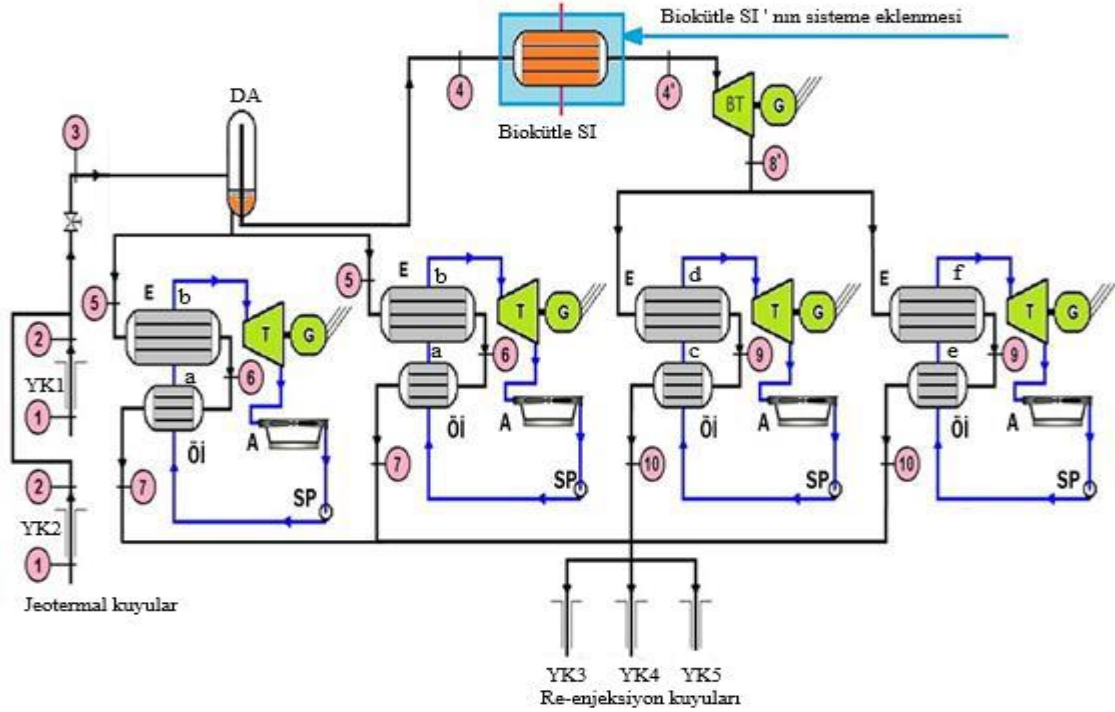 Biokütle SI ' nın sisteme eklenmesi
4
4'
BT
G
DA
Biokütle SI
3
8'
5
E
b
T
G
5
E
b
T
G
E
d
T
G
E
f
T
G
2
YK1
1
a
6
A
Öİ
a
6
A
Öİ
c
9
A
Öİ
e
9
A
Öİ
2
YK2
1
7
SP
7
SP
10
SP
10
SP
Jeotermal kuyular
YK3
YK4
YK5
Re-enjeksiyon kuyuları